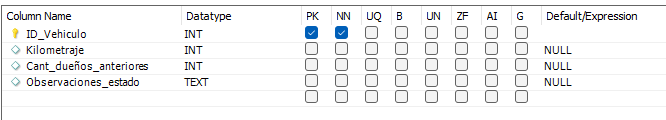 Column Name Datatype PK NN UQ B UN ZF AI G Default/Expression
ID_Vehiculo INT
Kilometraje INT NULL
Cant_dueños_anteriores INT NULL
Observaciones_estado TEXT NULL